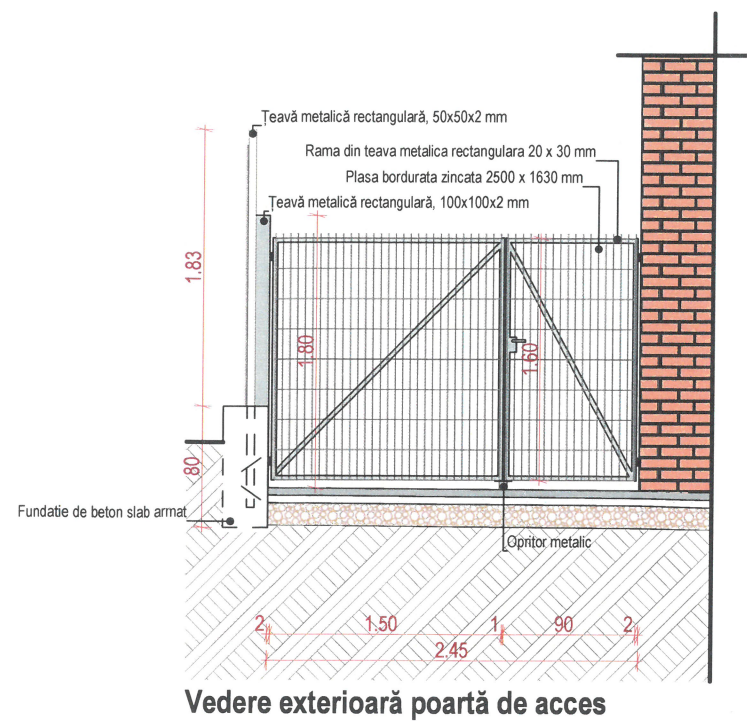 Țeavă metalică rectangulară, 50x50x2 mm
Rama din teava metalica rectangulara 20 x 30 mm
Plasa bordurata zincata 2500 x 1630 mm
Țeavă metalică rectangulară, 100x100x2 mm
1.83
1.80
1.60
80
Fundatie de beton slab armat
Opritor metalic
2 1.50 1 90 2
2.45
Vedere exterioară poartă de acces